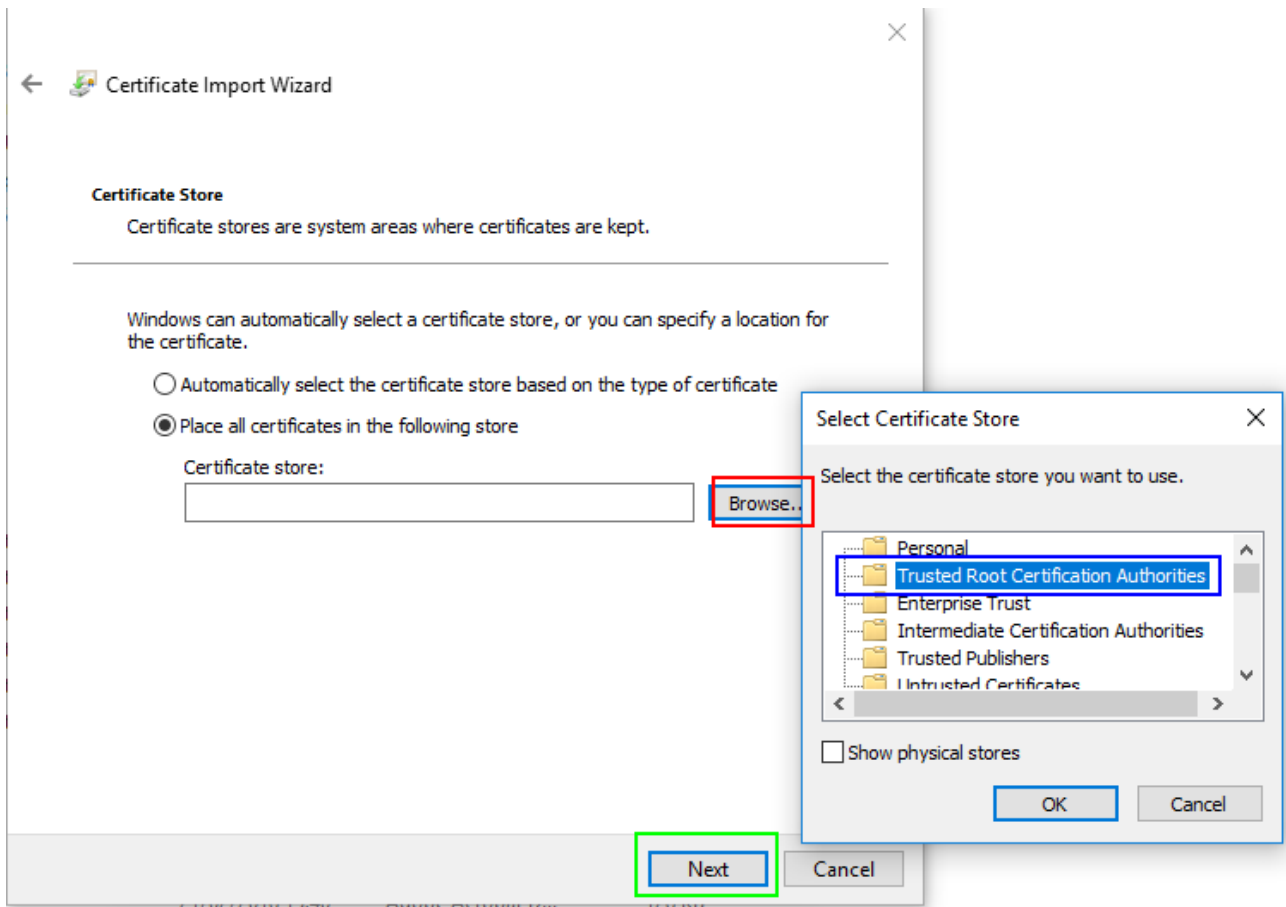 Certificate Import Wizard
Certificate Store
Certificate stores are system areas where certificates are kept.
Windows can automatically select a certificate store, or you can specify a location for
the certificate.
Automatically select the certificate store based on the type of certificate
Place all certificates in the following store
Certificate store:
Browse..
Next
Cancel
Select Certificate Store
Select the certificate store you want to use.
Personal
Trusted Root Certification Authorities
Enterprise Trust
Intermediate Certification Authorities
Trusted Publishers
Untrusted Certificates
Show physical stores
OK
Cancel